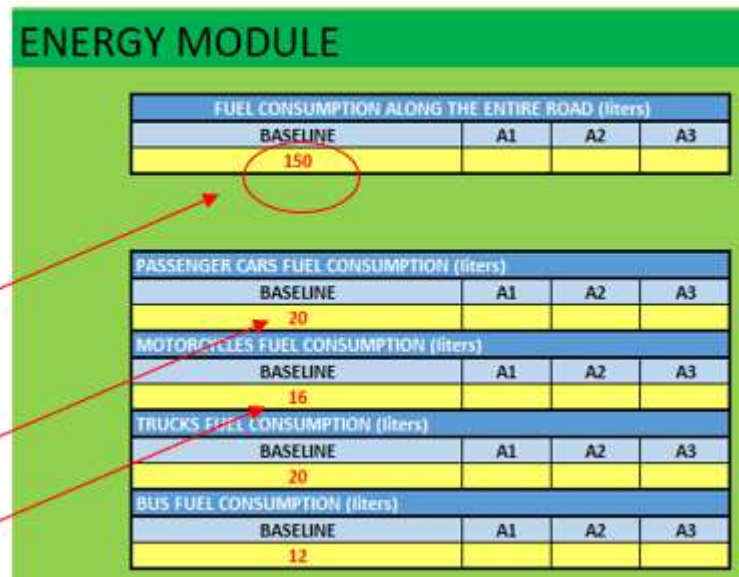 ENERGY MODULE
FUEL CONSUMPTION ALONG THE ENTIRE ROAD (liters)
BASELINE A1 A2 A3
150
PASSENGER CARS FUEL CONSUMPTION (liters)
BASELINE A1 A2 A3
20
MOTORCYCLES FUEL CONSUMPTION (liters)
BASELINE A1 A2 A3
16
TRUCKS FUEL CONSUMPTION (liters)
BASELINE A1 A2 A3
20
BUS FUEL CONSUMPTION (liters)
BASELINE A1 A2 A3
12